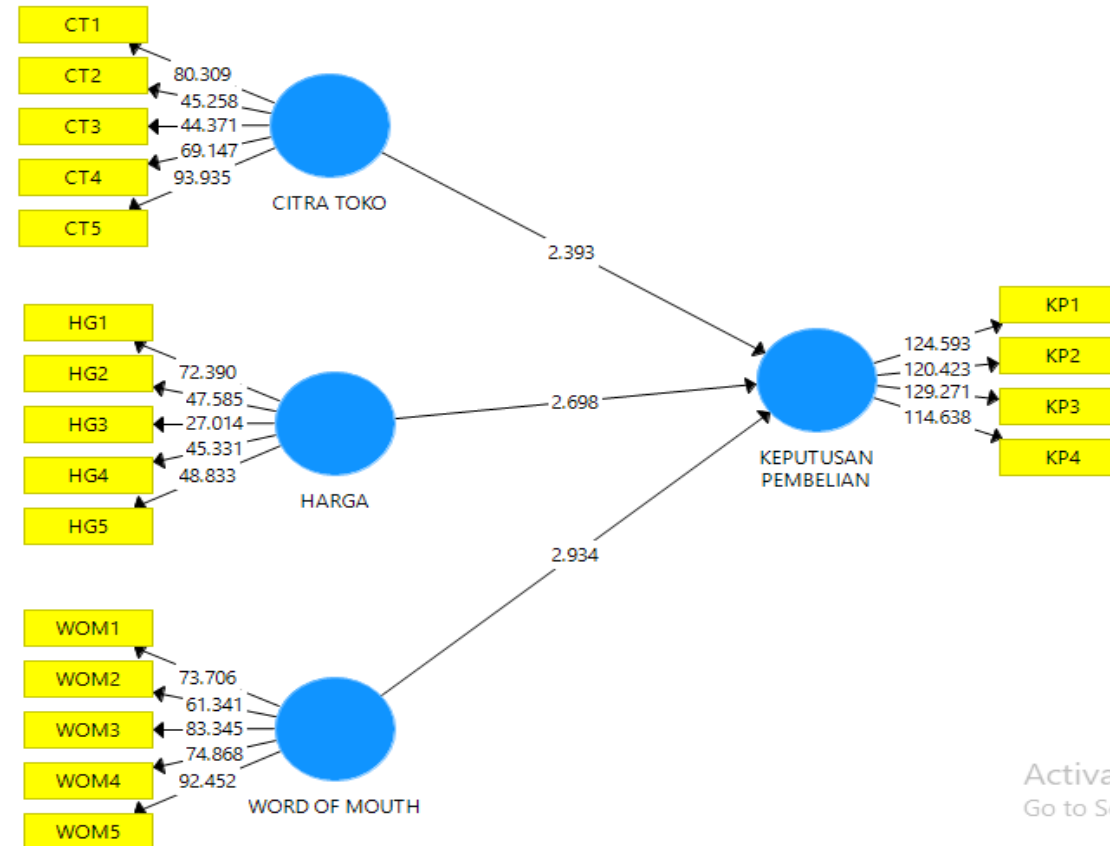 CT1
80.309
CT2
45.258
CT3
44.371
69.147
CT4
93.935
CT5
CITRA TOKO
2.393
HG1
72.390
HG2
47.585
HG3
27.014
45.331
HG4
48.833
HG5
HARGA
2.698
WOM1
73.706
WOM2
61.341
WOM3
83.345
74.868
WOM4
92.452
WOM5
WORD OF MOUTH
2.934
KEPUTUSAN
PEMBELIAN
124.593
KP1
120.423
KP2
129.271
KP3
114.638
KP4
Activa
Go to S